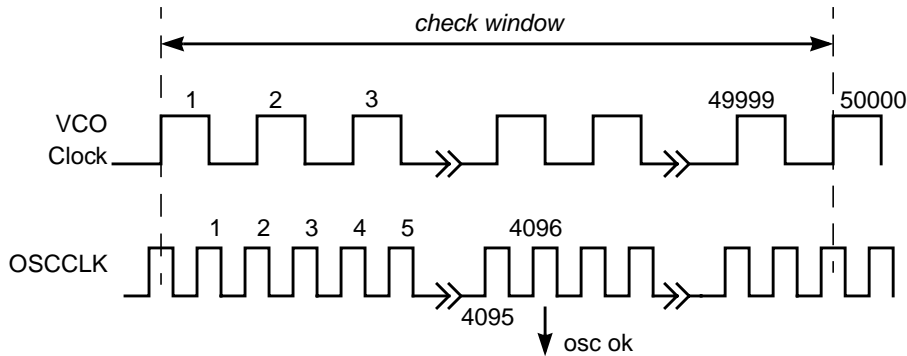 check window
1 2 3 49999 50000
VCO
Clock
1 2 3 4 5 4096
OSCCLK
4095
osc ok